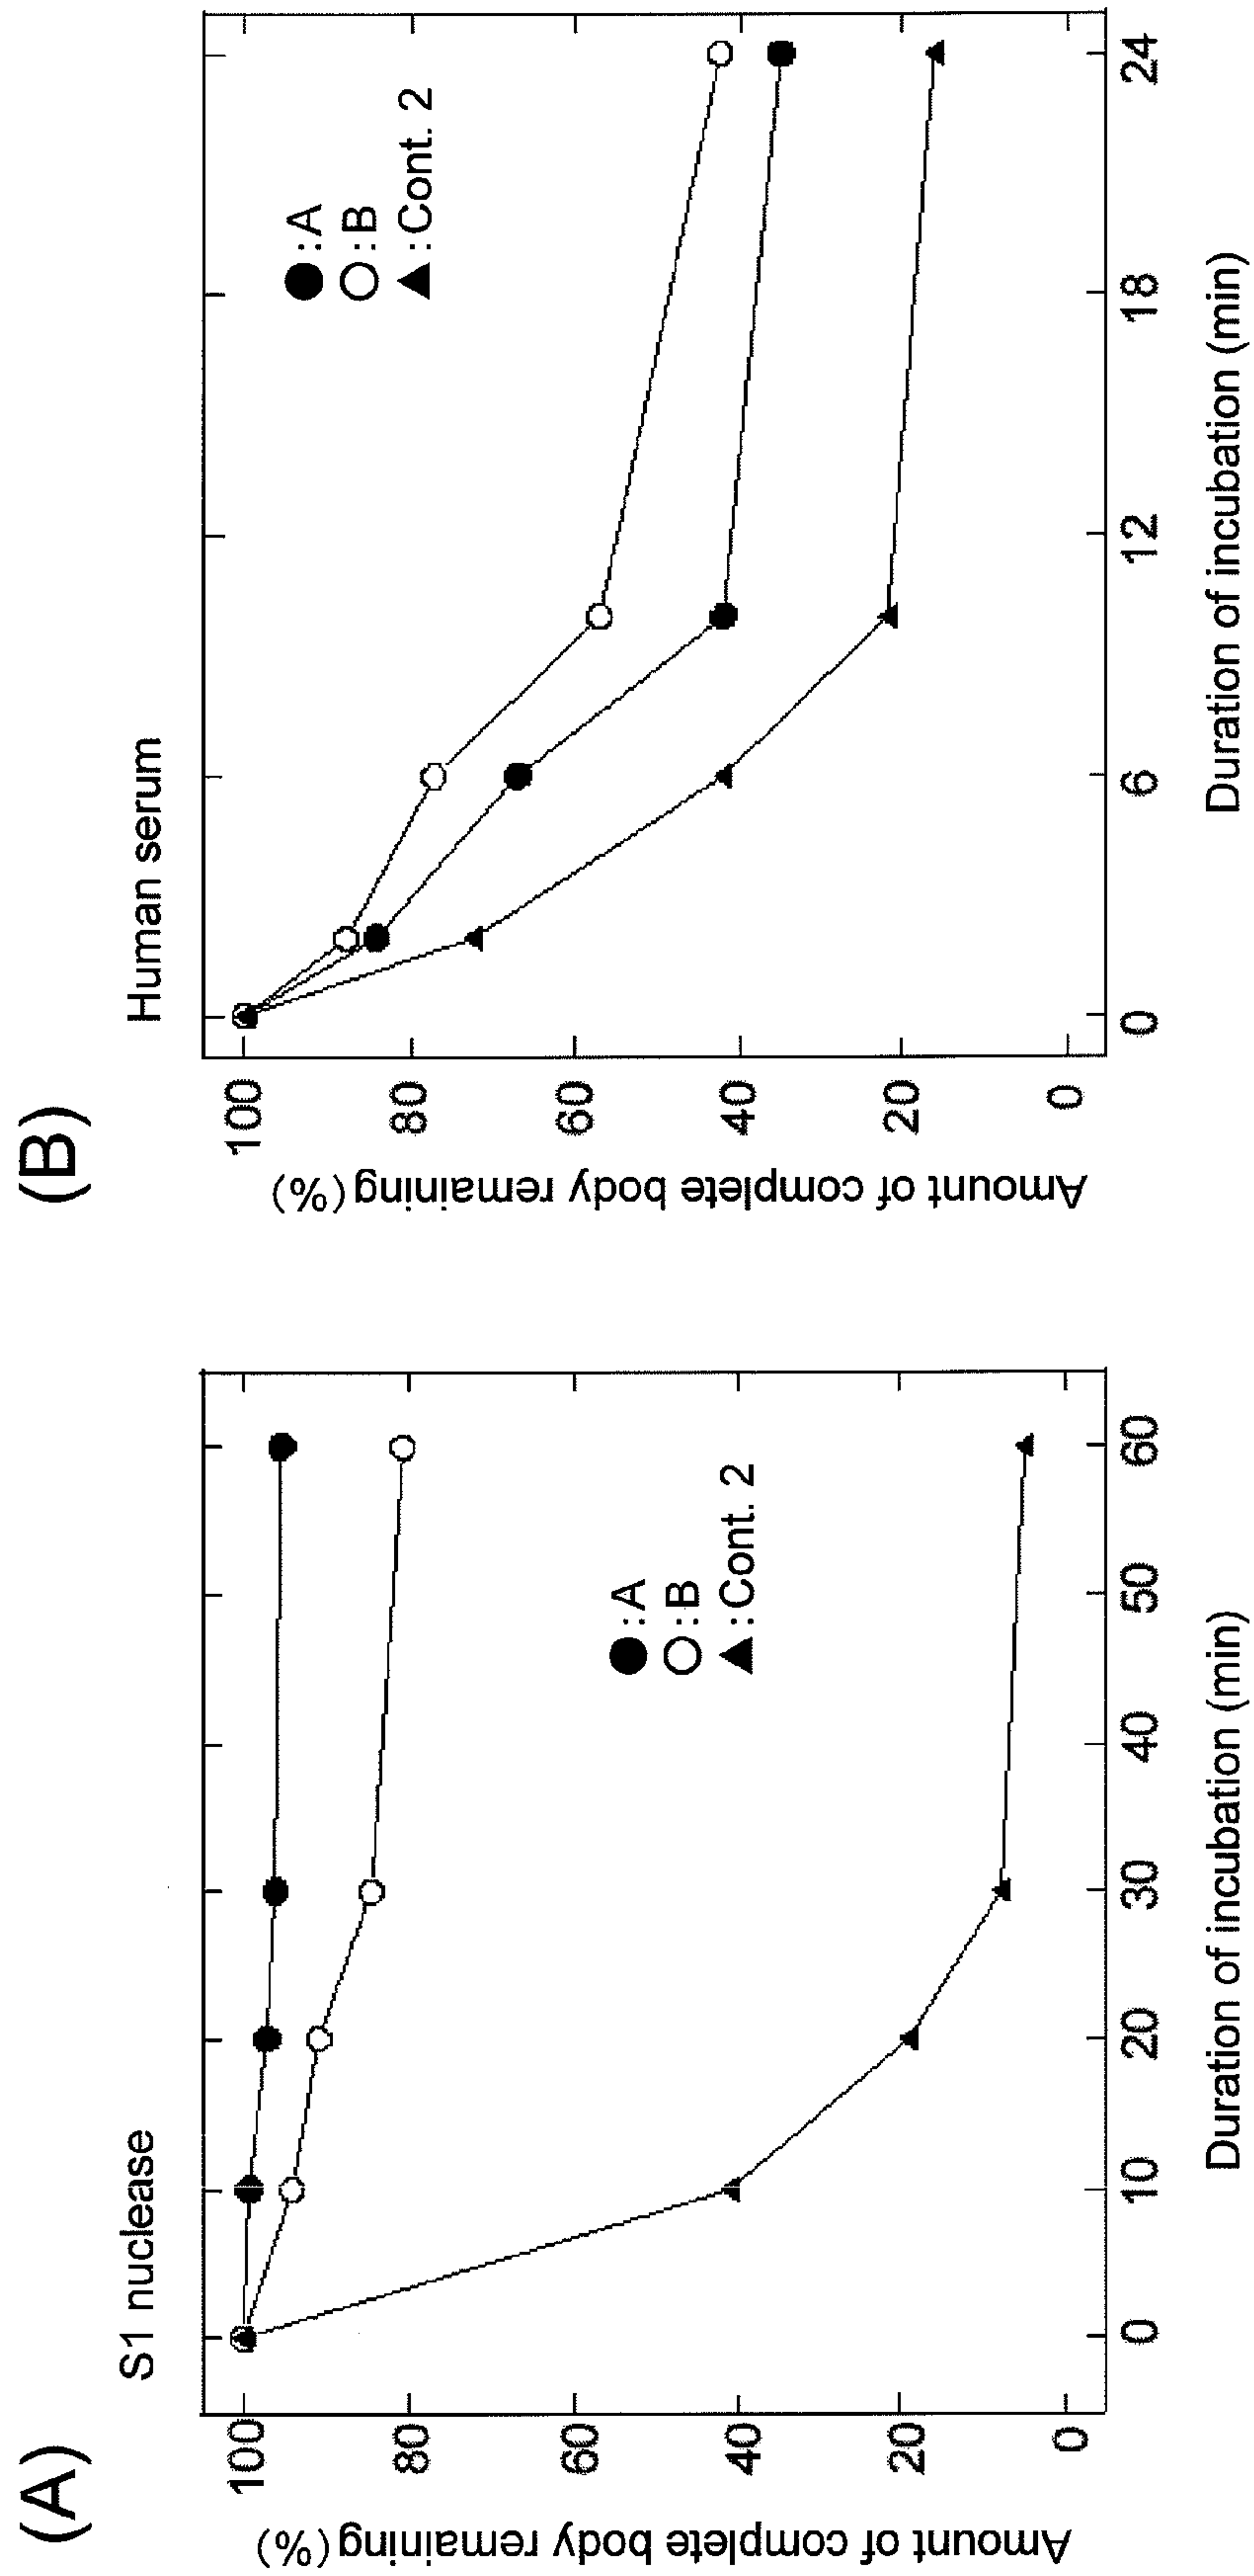 (A)
S1 nuclease
Amount of complete body remaining (%)
100
80
60
40
20
0
●:A
○:B
▲:Cont. 2
0 10 20 30 40 50 60
Duration of incubation (min)
(B)
Human serum
Amount of complete body remaining (%)
100
80
60
40
20
0
●:A
○:B
▲:Cont. 2
0 6 12 18 24
Duration of incubation (min)